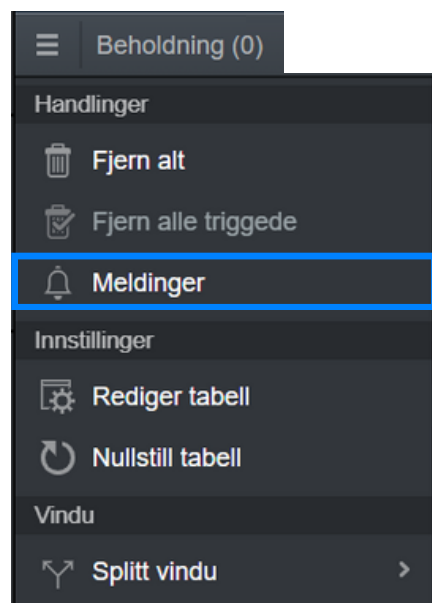 Beholdning (0)
Handlinger
Fjern alt
Fjern alle triggede
Meldinger
Innstillinger
Rediger tabell
Nullstill tabell
Vindu
Splitt vindu